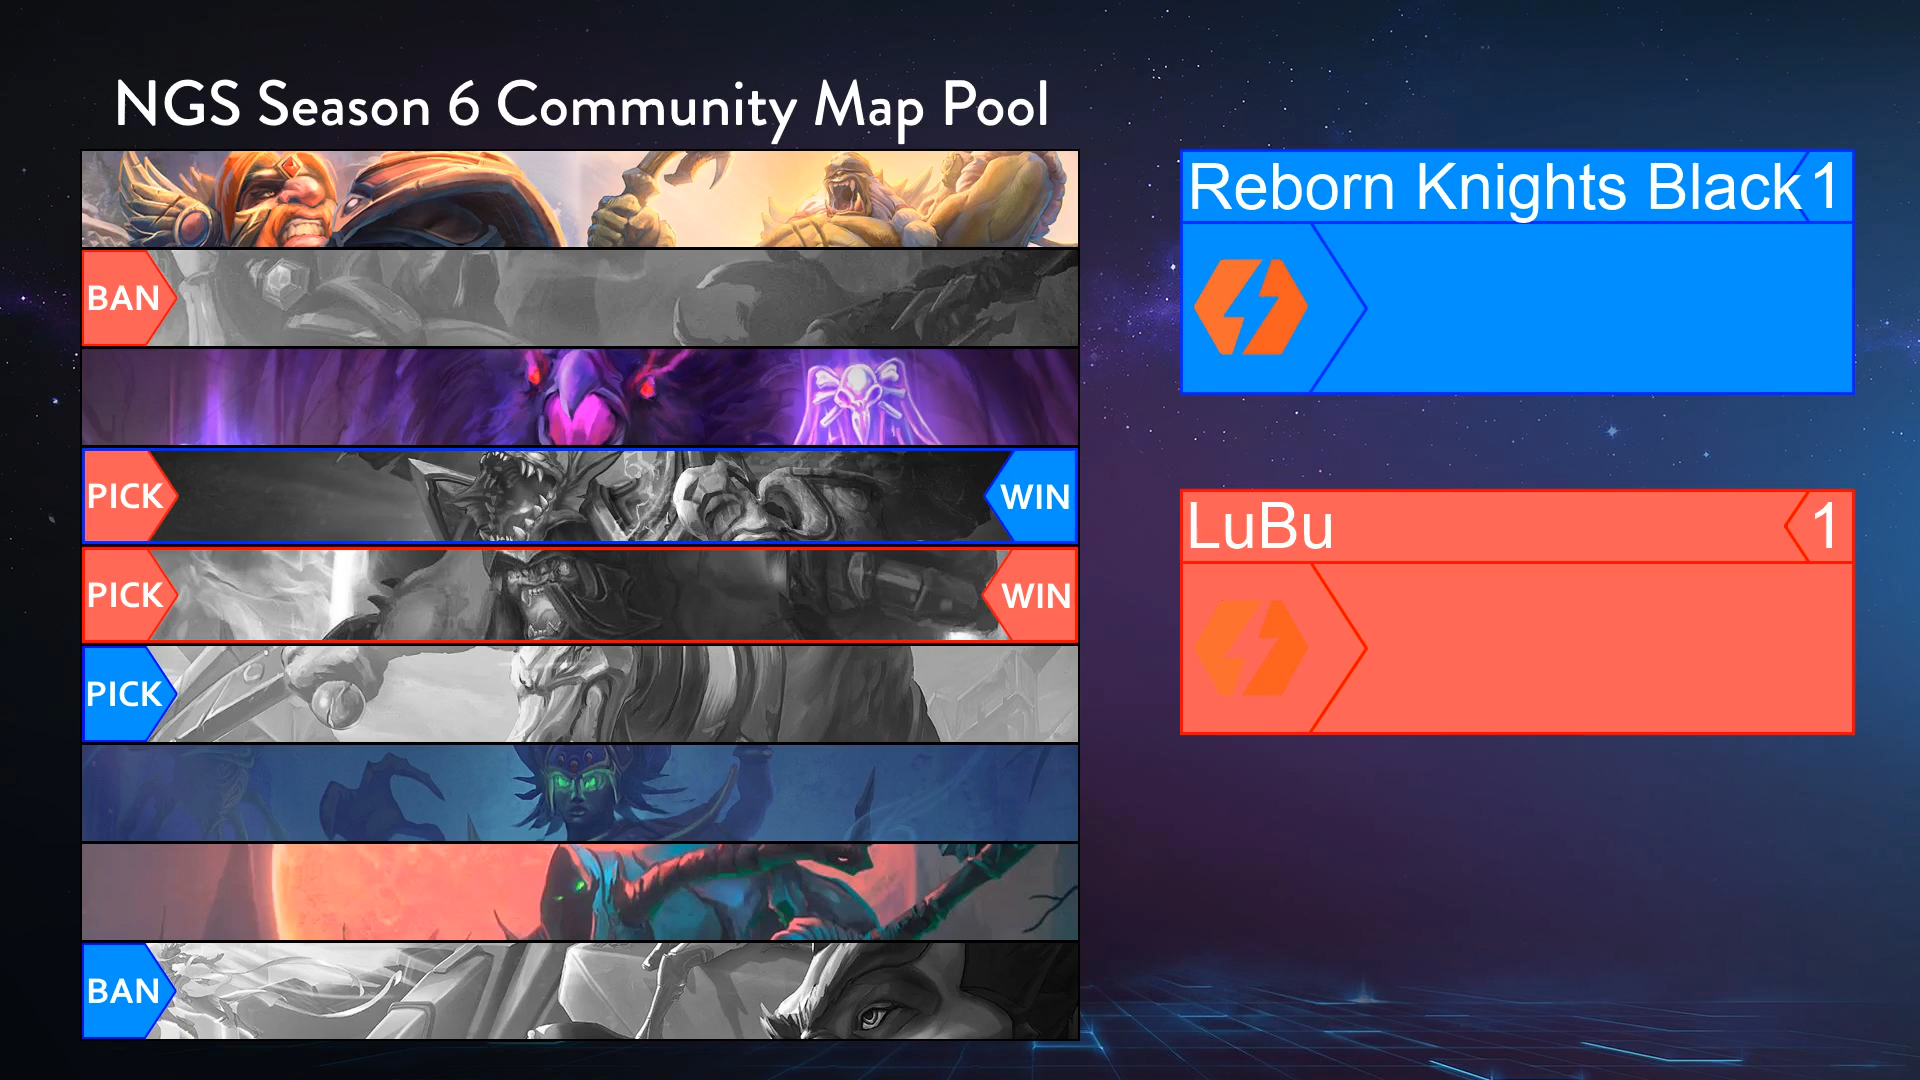 NGS Season 6 Community Map Pool
Reborn Knights Black 1
BAN
PICK WIN
LuBu 1
PICK WIN
PICK
BAN